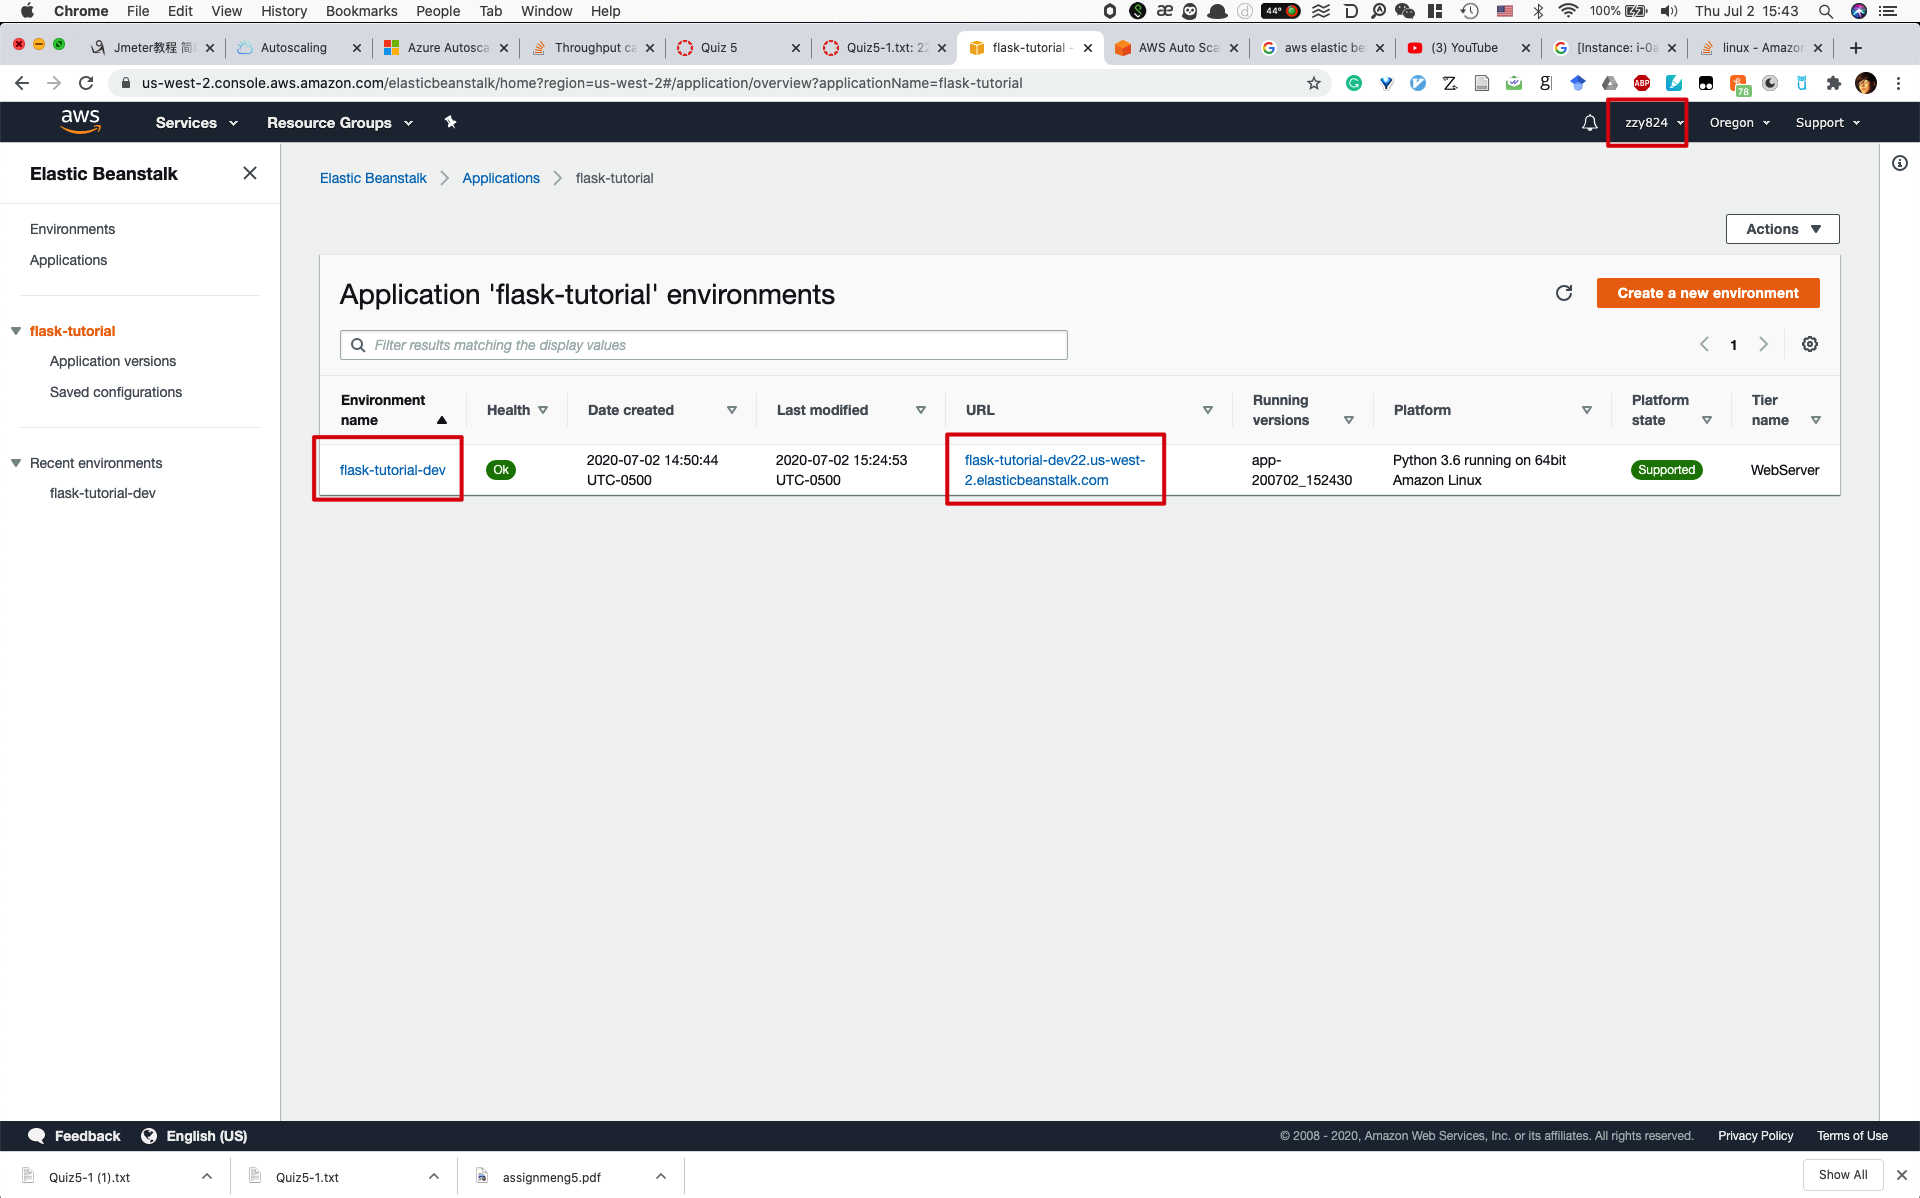 Chrome File Edit View History Bookmarks People Tab Window Help 44° 100% Thu Jul 2 15:43
Jmeter教程 Autoscaling Azure Autosca Throughput ca Quiz 5 Quiz5-1.txt: 22 flask-tutorial - AWS Auto Sca aws elastic be (3) YouTube [Instance: i-0a linux - Amazon
us-west-2.console.aws.amazon.com/elasticbeanstalk/home?region=us-west-2#/application/overview?applicationName=flask-tutorial ABP 78
aws Services Resource Groups zzy824 Oregon Support
Elastic Beanstalk
Environments
Applications
flask-tutorial
Application versions
Saved configurations
Recent environments
flask-tutorial-dev
Elastic Beanstalk Applications flask-tutorial
Actions
Application 'flask-tutorial' environments
Create a new environment
Filter results matching the display values
1
Environment name Health Date created Last modified URL Running versions Platform Platform state Tier name
flask-tutorial-dev Ok 2020-07-02 14:50:44 UTC-0500 2020-07-02 15:24:53 UTC-0500 flask-tutorial-dev22.us-west-2.elasticbeanstalk.com app-200702_152430 Python 3.6 running on 64bit Amazon Linux Supported WebServer
Feedback English (US) © 2008 - 2020, Amazon Web Services, Inc. or its affiliates. All rights reserved. Privacy Policy Terms of Use
Quiz5-1 (1).txt Quiz5-1.txt assignmeng5.pdf Show All